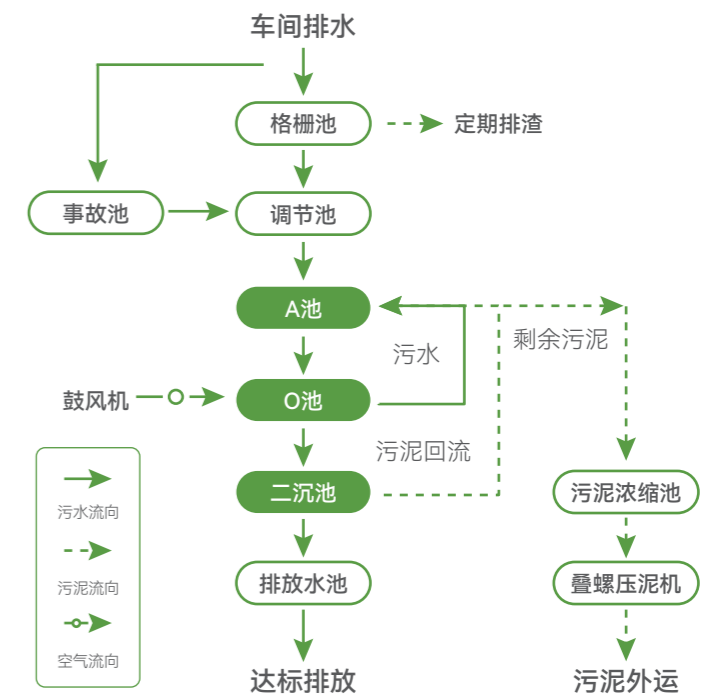 车间排水
格栅池
定期排渣
事故池
调节池
A池
污水
剩余污泥
鼓风机
O池
污泥回流
二沉池
污泥浓缩池
污水流向
污泥流向
空气流向
排放水池
叠螺压泥机
达标排放
污泥外运